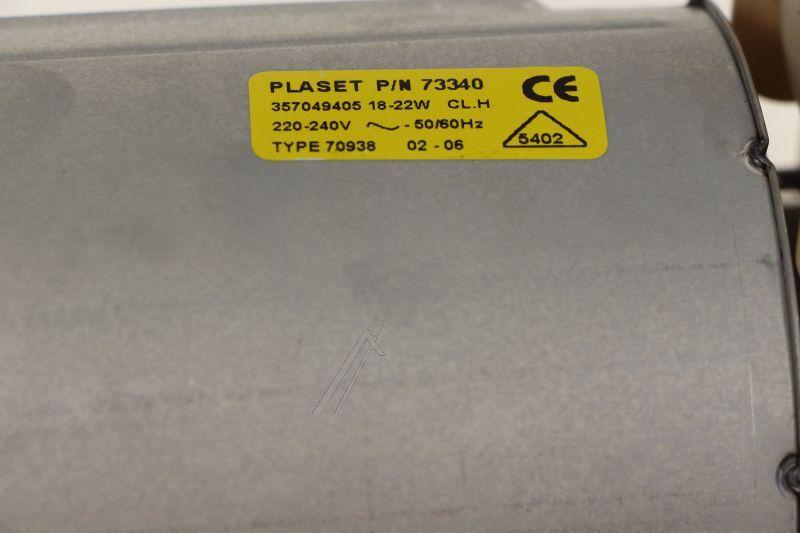 PLASET P/N 73340 CE
357049405 18-22W CL.H
220-240V ~ - 50/60Hz
TYPE 70938 02 - 06 5402